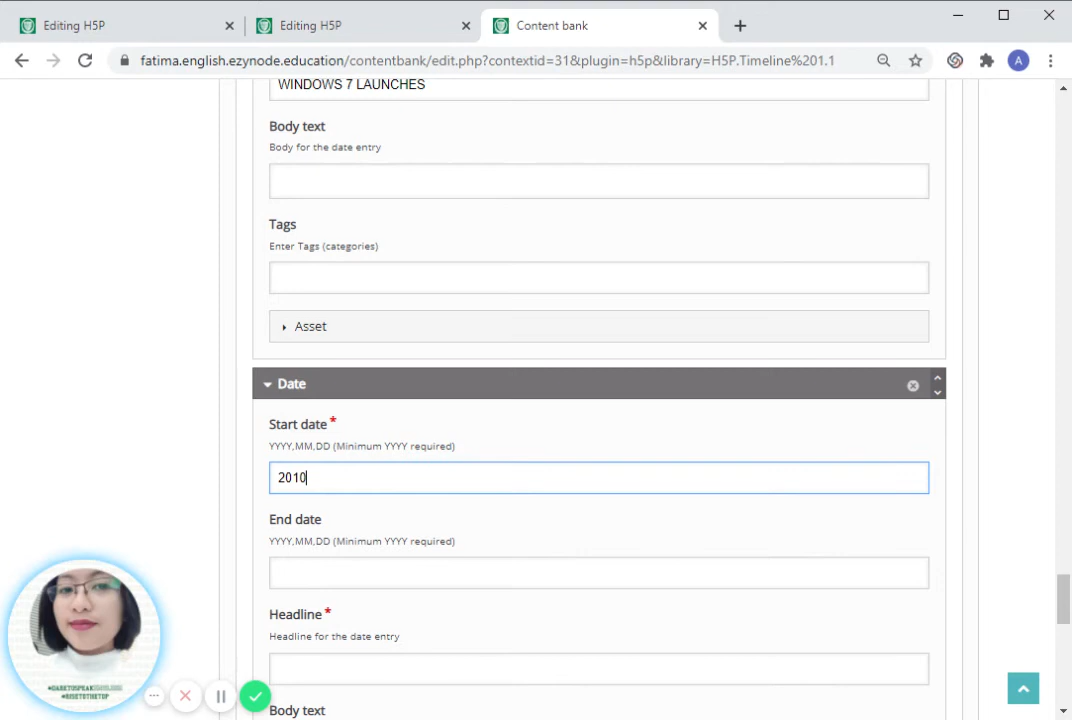 Editing H5P
Editing H5P
Content bank
fatima.english.ezynode.education/contentbank/edit.php?contextid=31&plugin=h5p&library=H5P.Timeline%201.1
A
WINDOWS 7 LAUNCHES
Body text
Body for the date entry
Tags
Enter Tags (categories)
Asset
Date
Start date *
YYYY,MM,DD (Minimum YYYY required)
2010
End date
YYYY,MM,DD (Minimum YYYY required)
Headline *
Headline for the date entry
Body text
#RISETOTHETOP